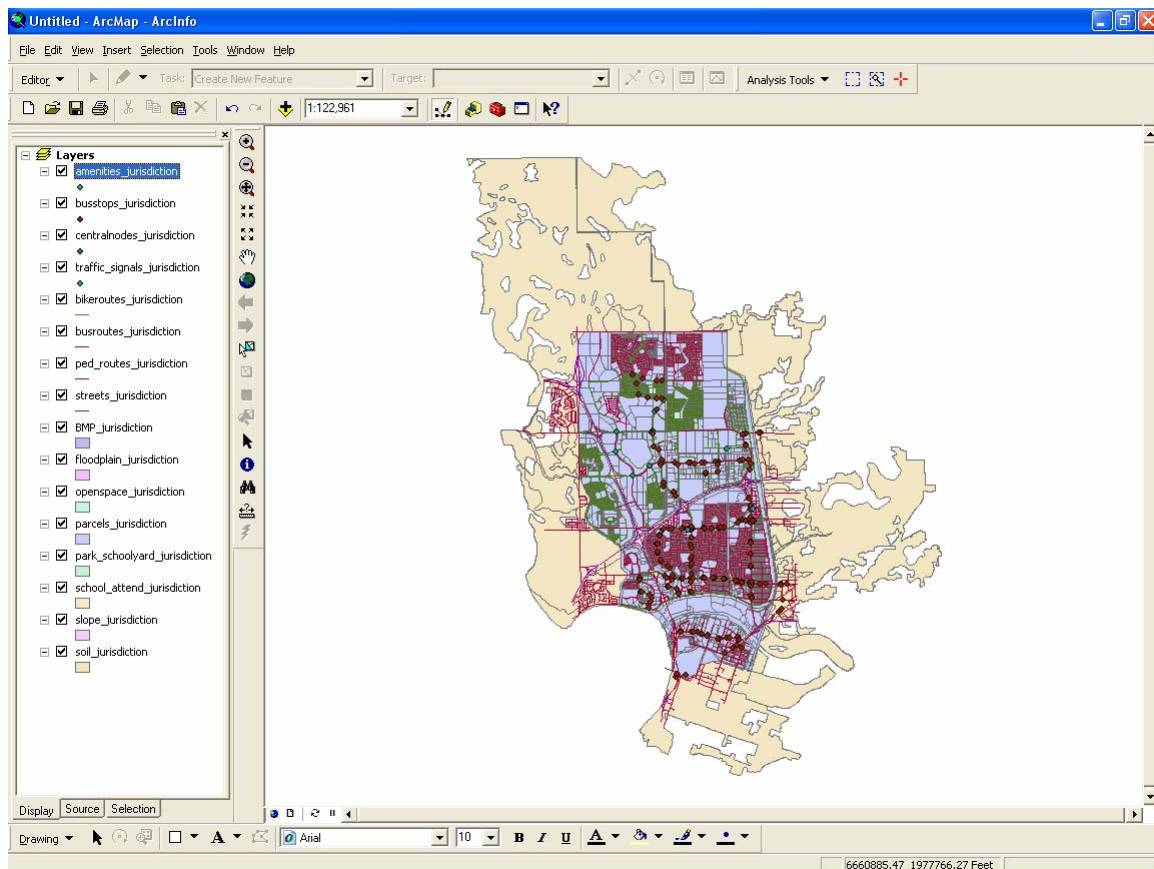 Untitled - ArcMap - ArcInfo
File Edit View Insert Selection Tools Window Help
Editor Task: Create New Feature Target: Analysis Tools
1:122,961
Layers
amenities_jurisdiction
busstops_jurisdiction
centralnodes_jurisdiction
traffic_signals_jurisdiction
bikeroutes_jurisdiction
busroutes_jurisdiction
ped_routes_jurisdiction
streets_jurisdiction
BMP_jurisdiction
floodplain_jurisdiction
openspace_jurisdiction
parcels_jurisdiction
park_schoolyard_jurisdiction
school_attend_jurisdiction
slope_jurisdiction
soil_jurisdiction
Display Source Selection
Drawing A Arial 10 B I U A
6660885.47 1977766.27 Feet